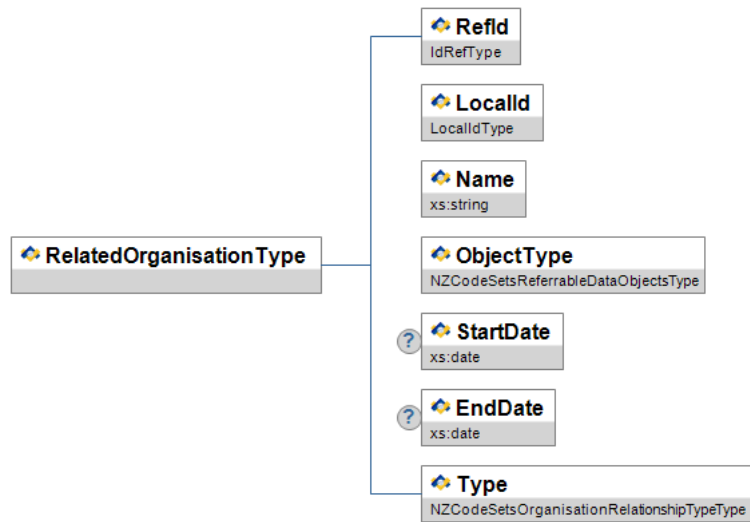 RefId
IdRefType
LocalId
LocalIdType
Name
xs:string
RelatedOrganisationType
ObjectType
NZCodeSetsReferrableDataObjectsType
?
StartDate
xs:date
?
EndDate
xs:date
Type
NZCodeSetsOrganisationRelationshipTypeType